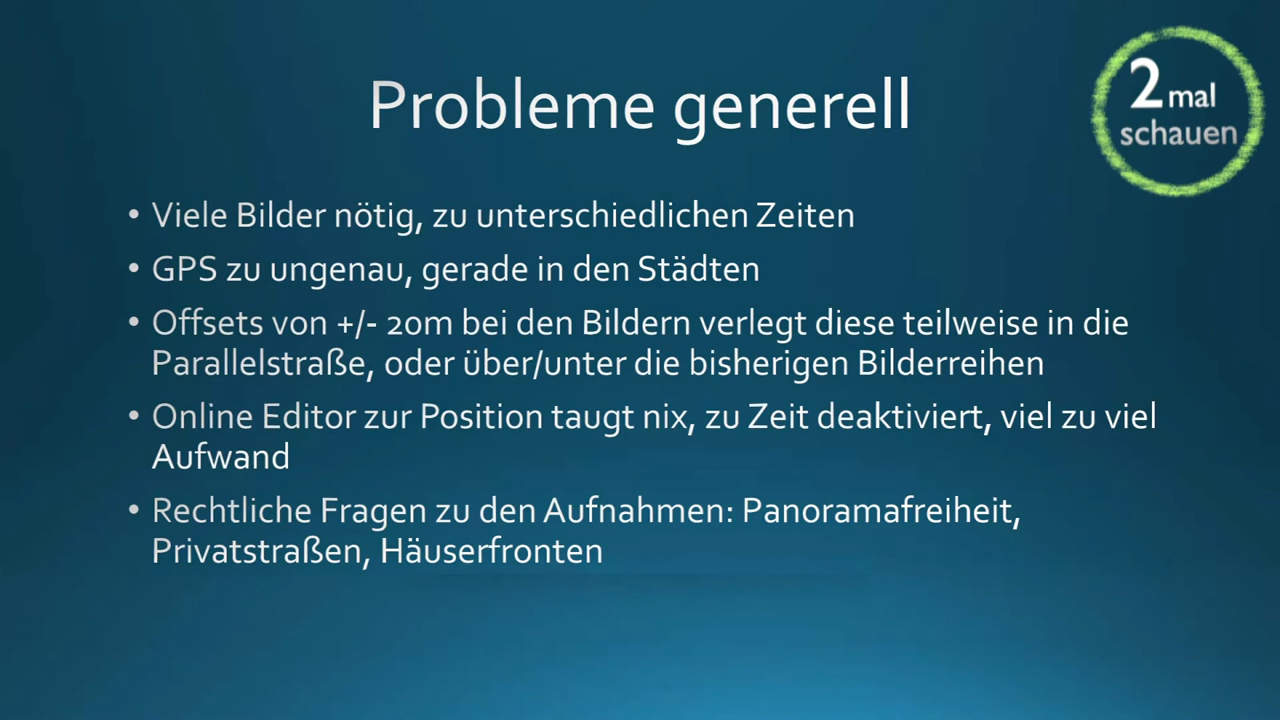 Probleme generell
2 mal
schauen
• Viele Bilder nötig, zu unterschiedlichen Zeiten
• GPS zu ungenau, gerade in den Städten
• Offsets von +/- 20m bei den Bildern verlegt diese teilweise in die
Parallelstraße, oder über/unter die bisherigen Bilderreihen
• Online Editor zur Position taugt nix, zu Zeit deaktiviert, viel zu viel
Aufwand
• Rechtliche Fragen zu den Aufnahmen: Panoramafreiheit,
Privatstraßen, Häuserfronten